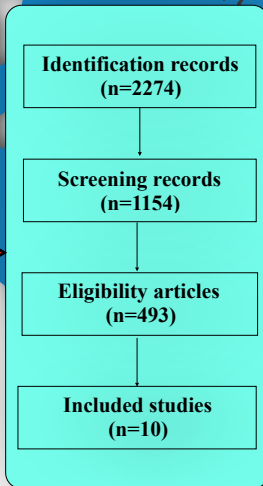 Identification records
(n=2274)
Screening records
(n=1154)
Eligibility articles
(n=493)
Included studies
(n=10)